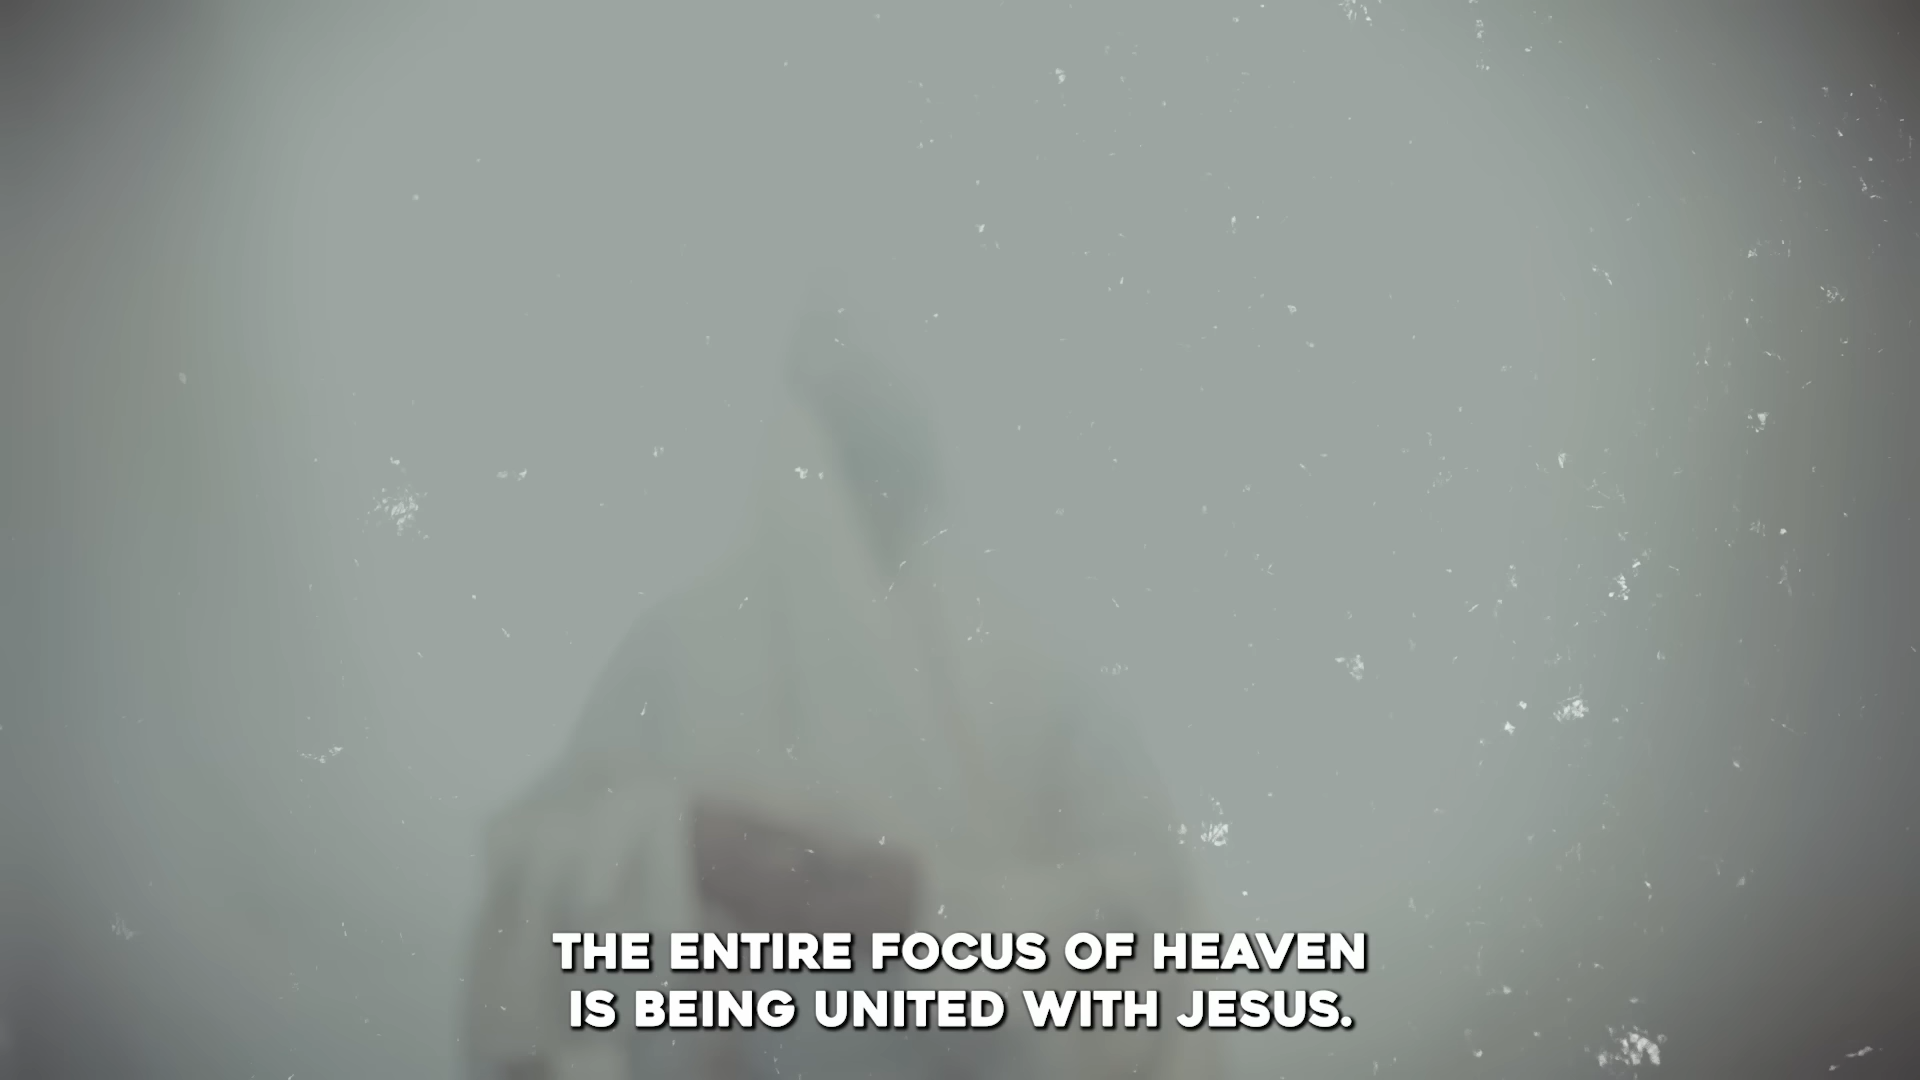 THE ENTIRE FOCUS OF HEAVEN
IS BEING UNITED WITH JESUS.